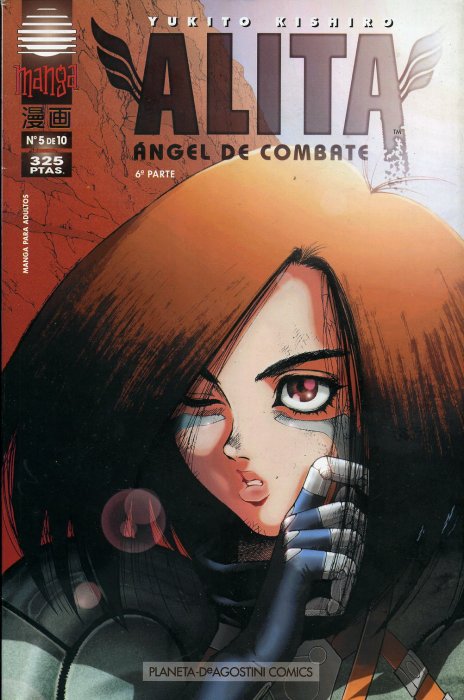 YUKITO KISHIRO
manga
漫画
Nº 5 DE 10
325
PTAS.
MANGA PARA ADULTOS
ALITA
TM
ÁNGEL DE COMBATE
6ª PARTE
PLANETA-DeAGOSTINI COMICS